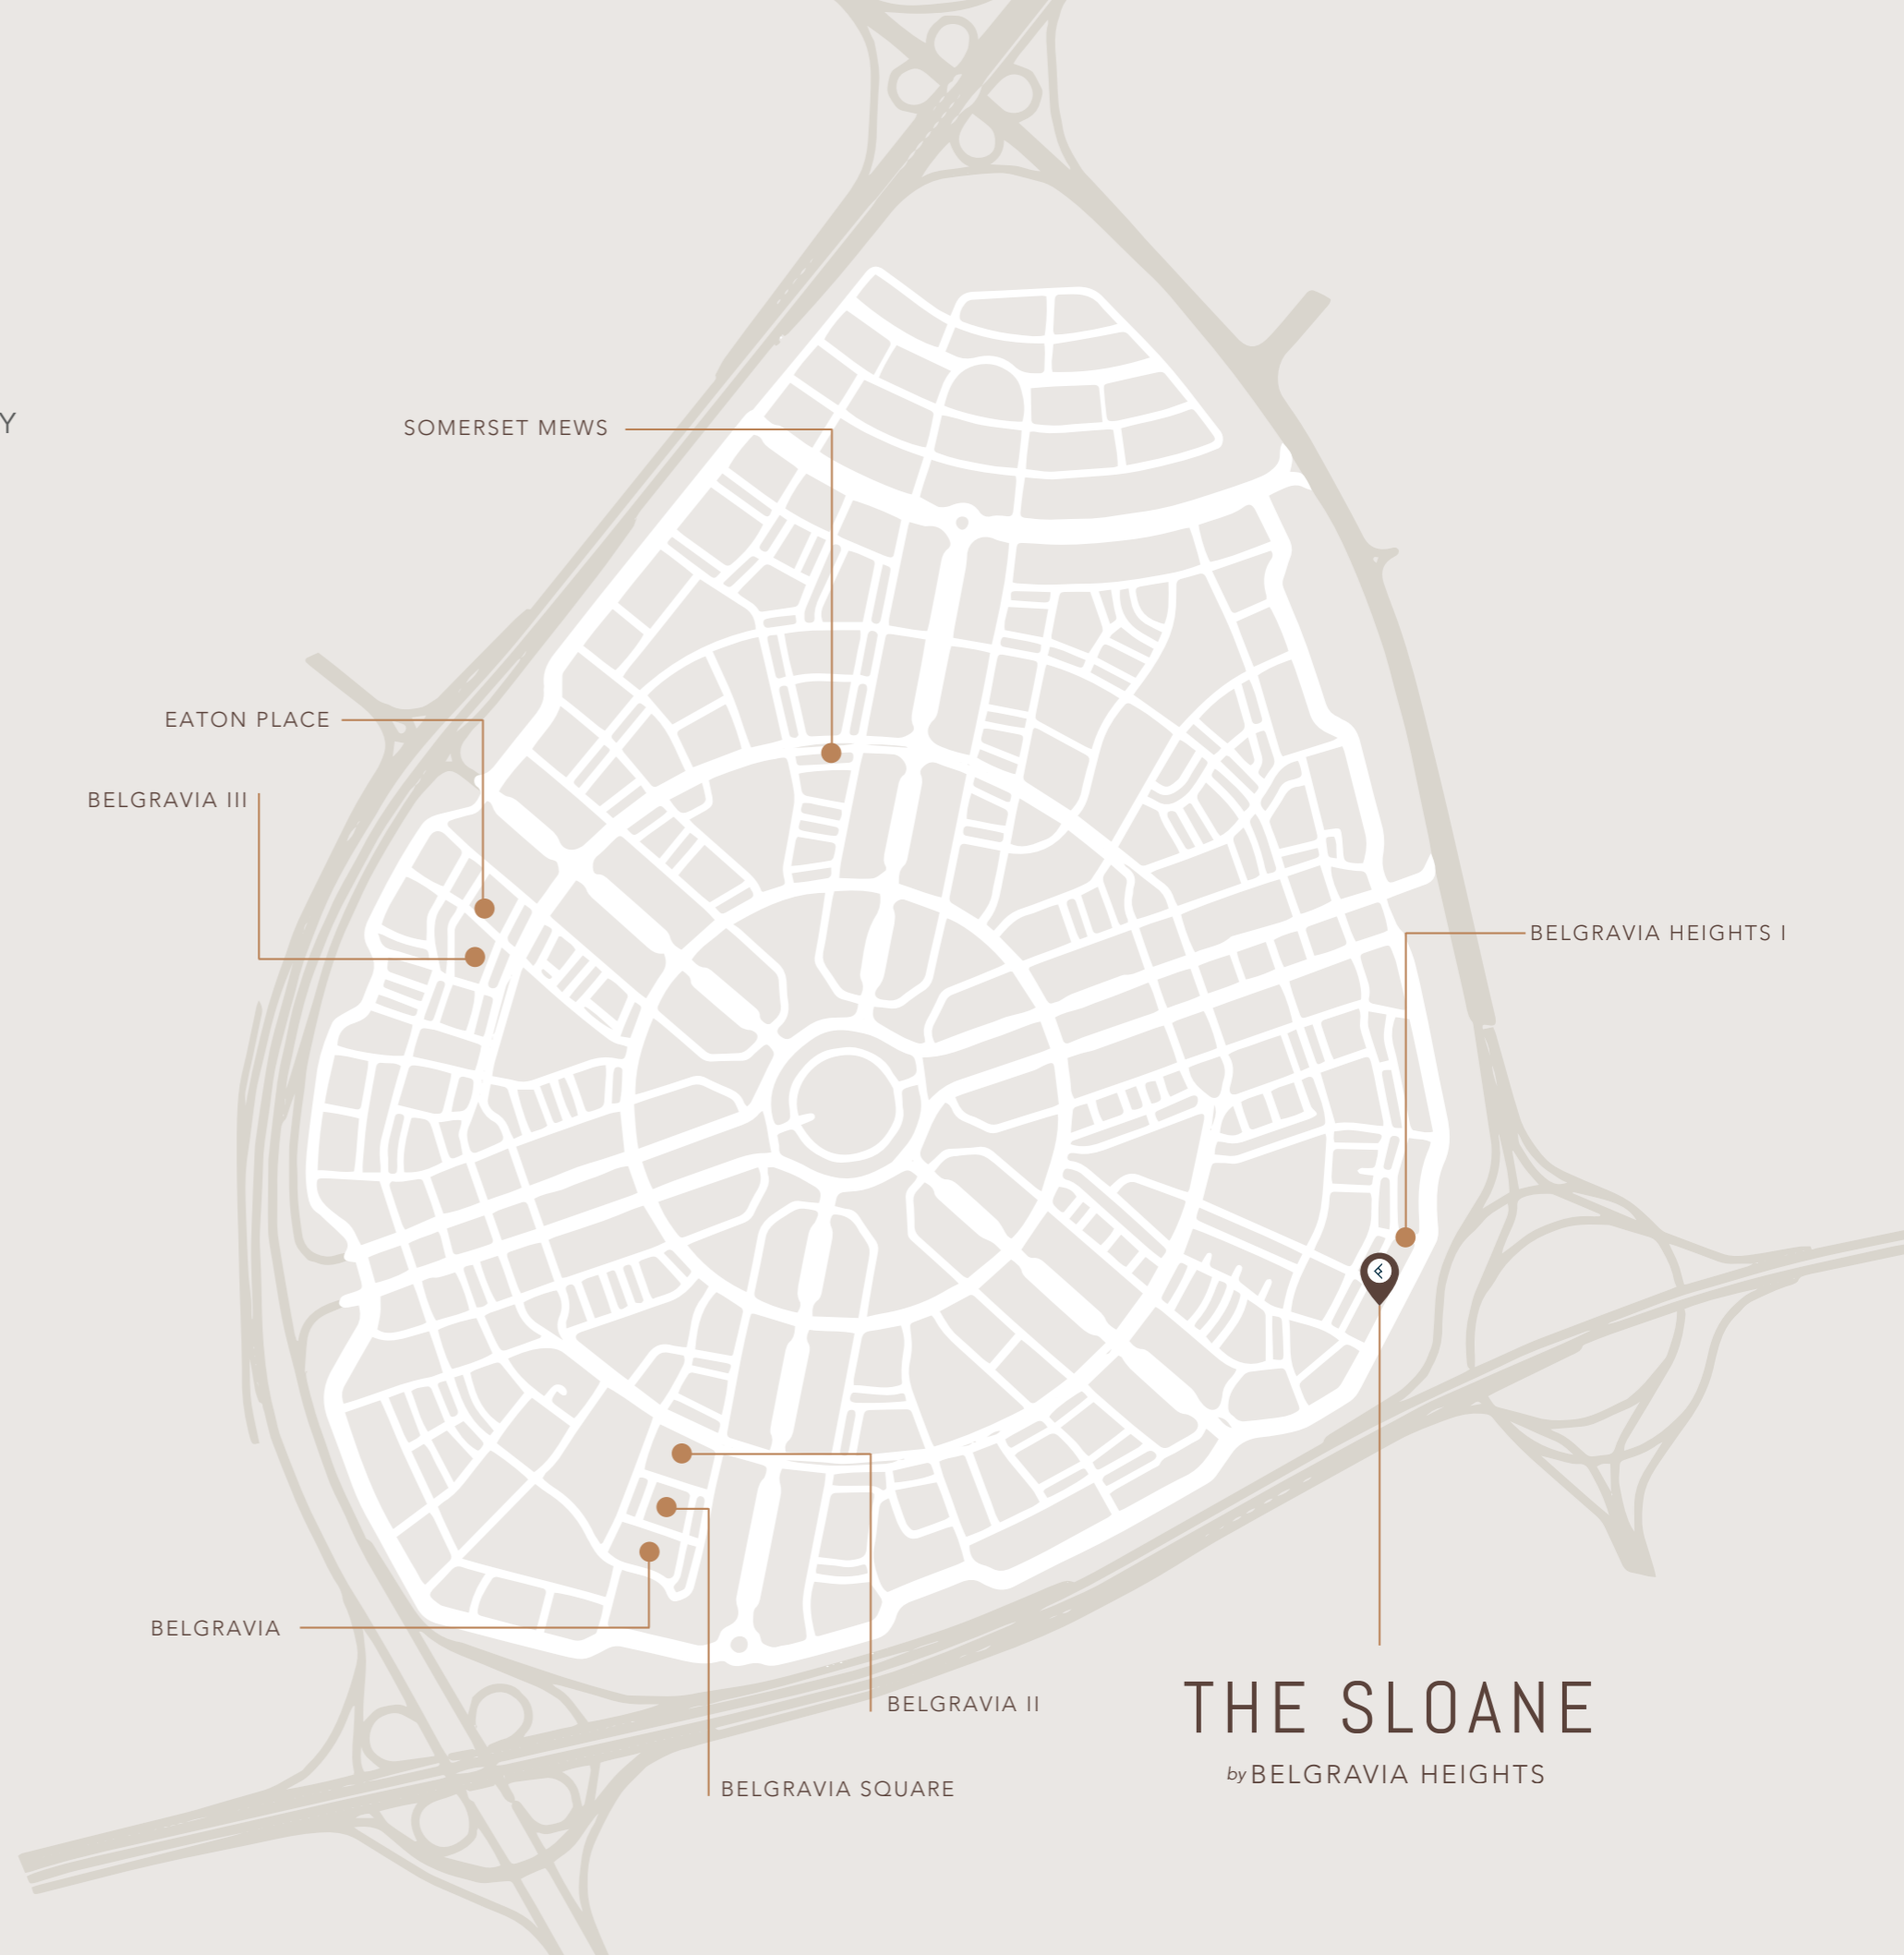 Y
SOMERSET MEWS
EATON PLACE
BELGRAVIA III
BELGRAVIA HEIGHTS I
BELGRAVIA
BELGRAVIA II
THE SLOANE
by BELGRAVIA HEIGHTS
BELGRAVIA SQUARE